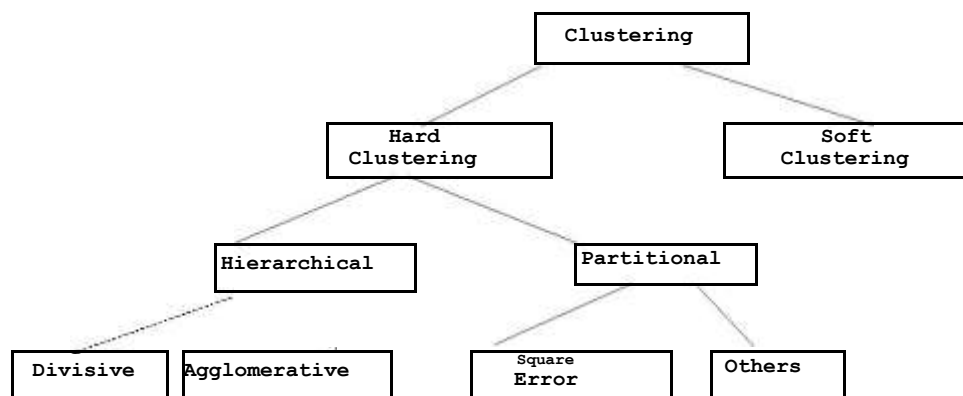 Clustering
Hard
Clustering
Soft
Clustering
Hierarchical
Partitional
Divisive
Agglomerative
Square
Error
Others